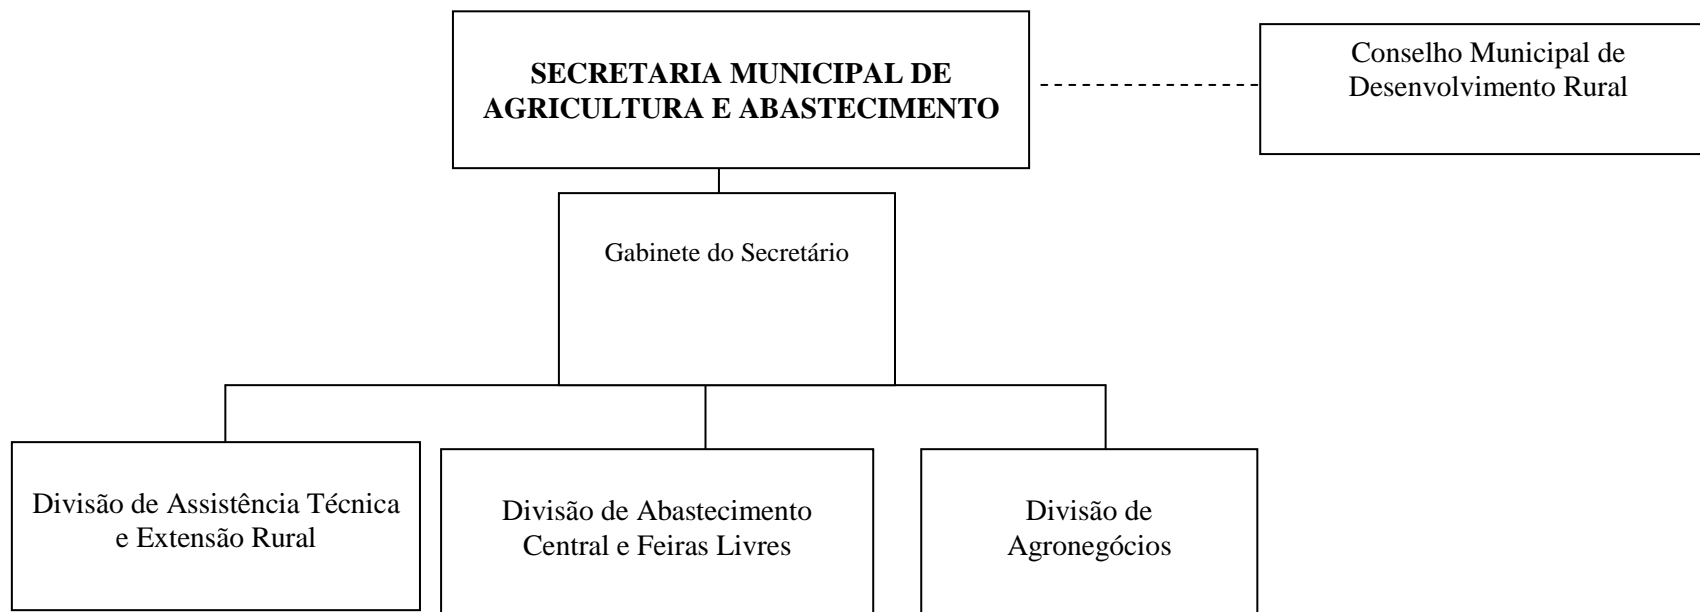 SECRETARIA MUNICIPAL DE
AGRICULTURA E ABASTECIMENTO
Conselho Municipal de
Desenvolvimento Rural
Gabinete do Secretário
Divisão de Assistência Técnica
e Extensão Rural
Divisão de Abastecimento
Central e Feiras Livres
Divisão de
Agronegócios